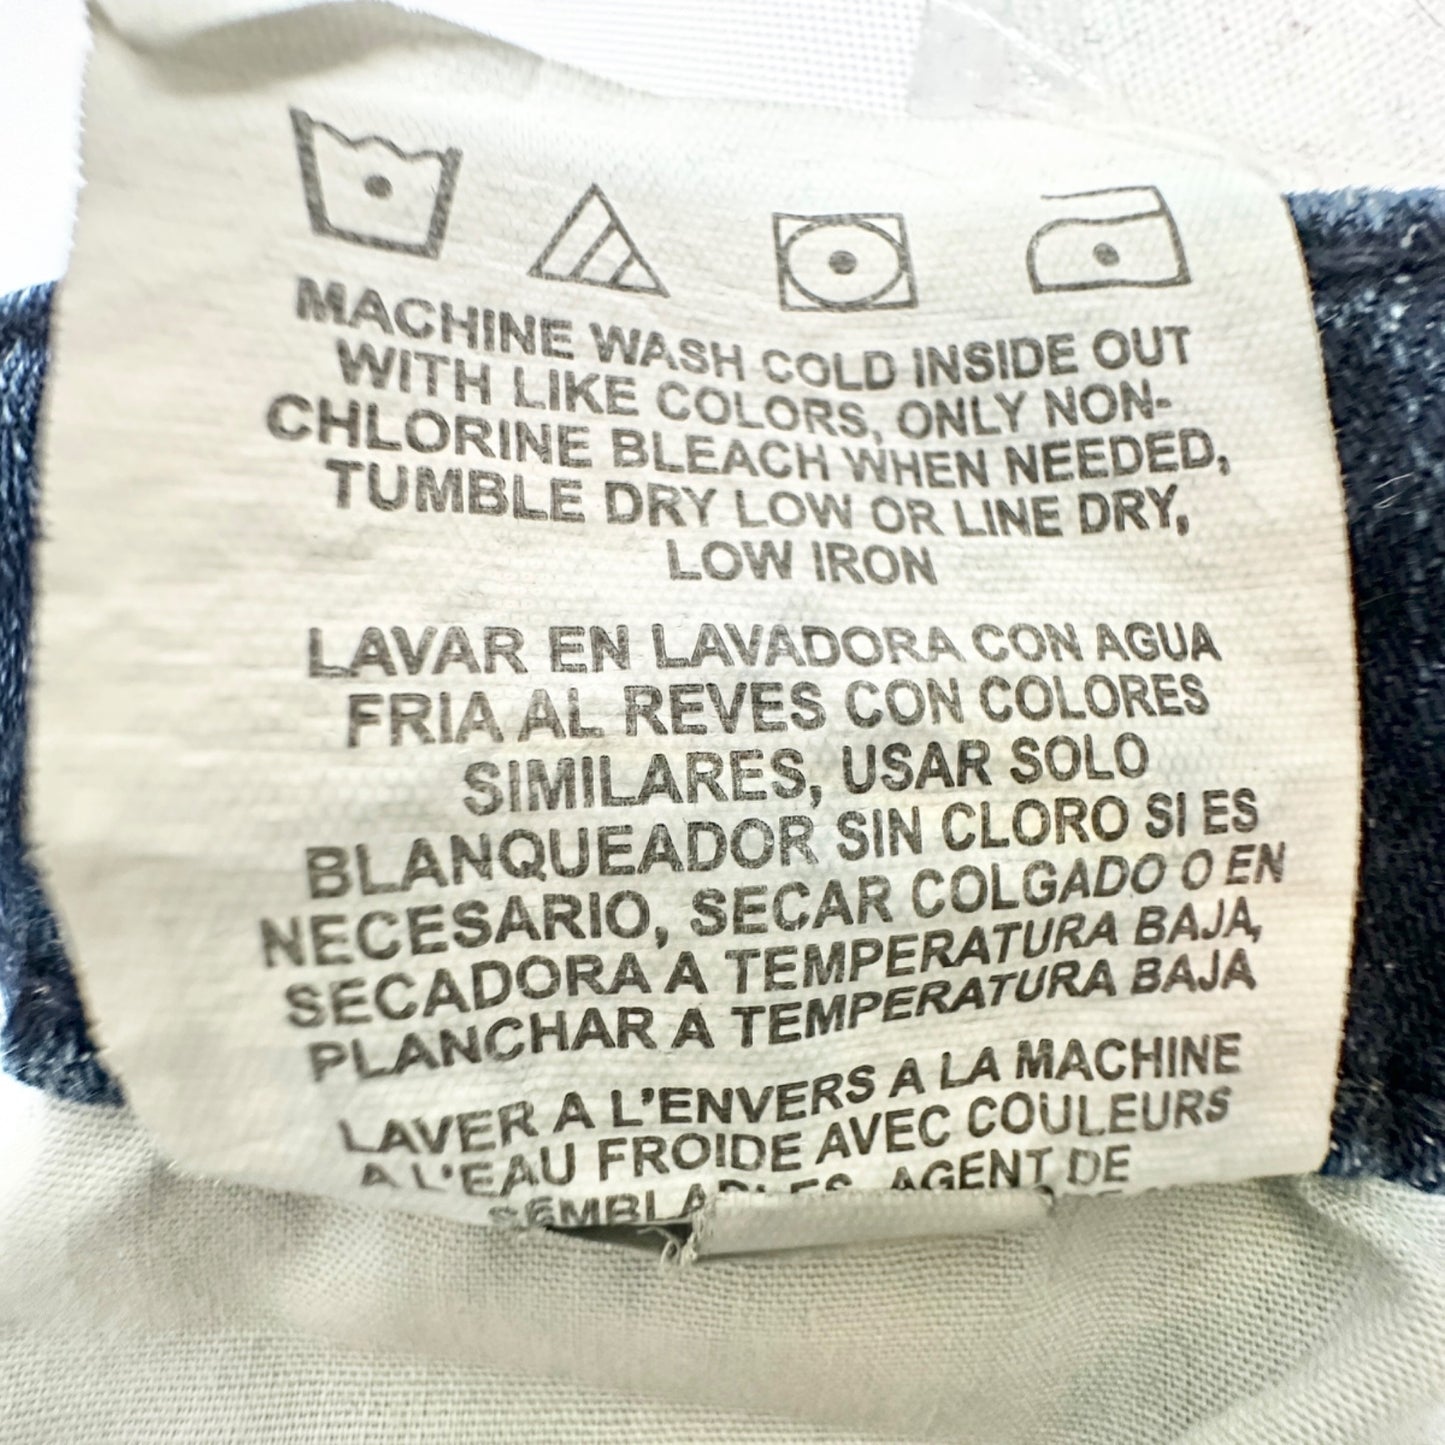 MACHINE WASH COLD INSIDE OUT
WITH LIKE COLORS, ONLY NON-
CHLORINE BLEACH WHEN NEEDED,
TUMBLE DRY LOW OR LINE DRY,
LOW IRON
LAVAR EN LAVADORA CON AGUA
FRIA AL REVES CON COLORES
SIMILARES, USAR SOLO
BLANQUEADOR SIN CLORO SI ES
NECESARIO, SECAR COLGADO O EN
SECADORA A TEMPERATURA BAJA,
PLANCHAR A TEMPERATURA BAJA
LAVER A L'ENVERS A LA MACHINE
A L'EAU FROIDE AVEC COULEURS
SEMBLABLES, AGENT DE